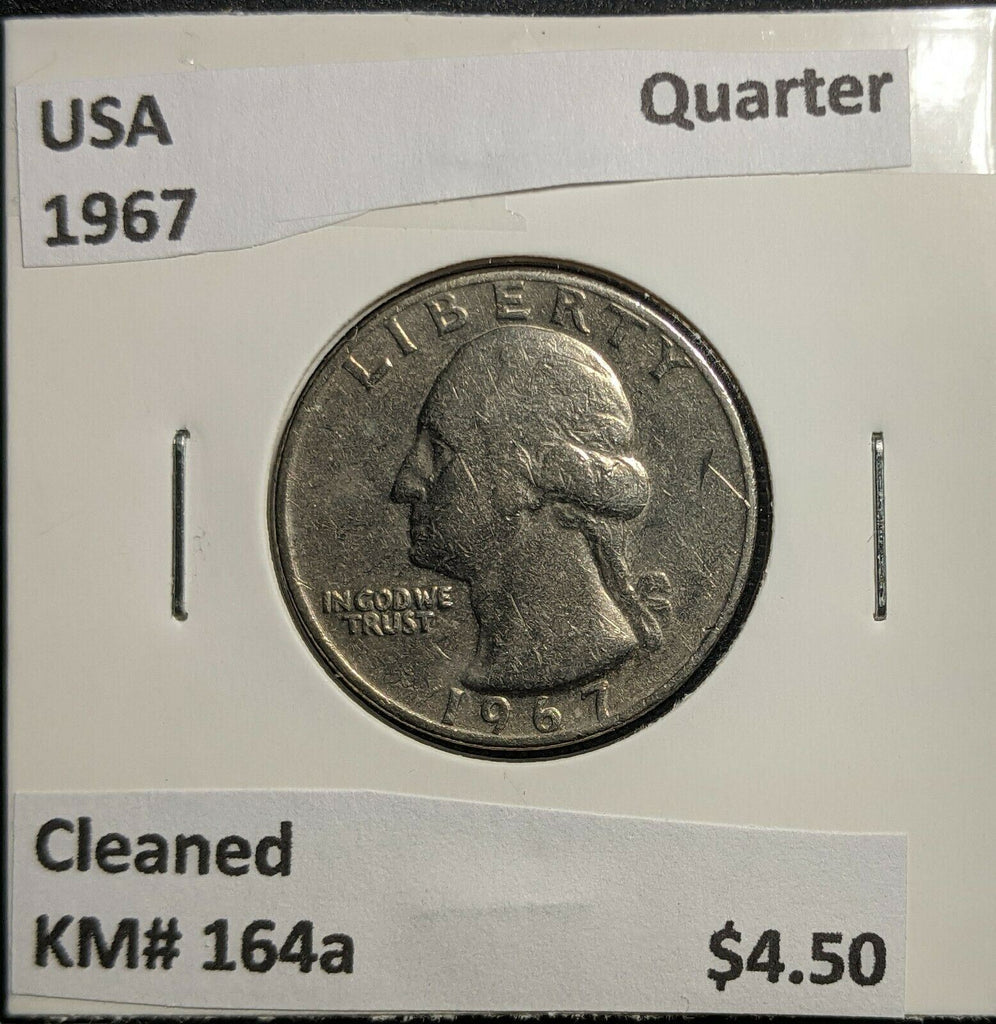 USA Quarter
1967
LIBERTY
IN GOD WE
TRUST
1967
Cleaned
KM# 164a $4.50